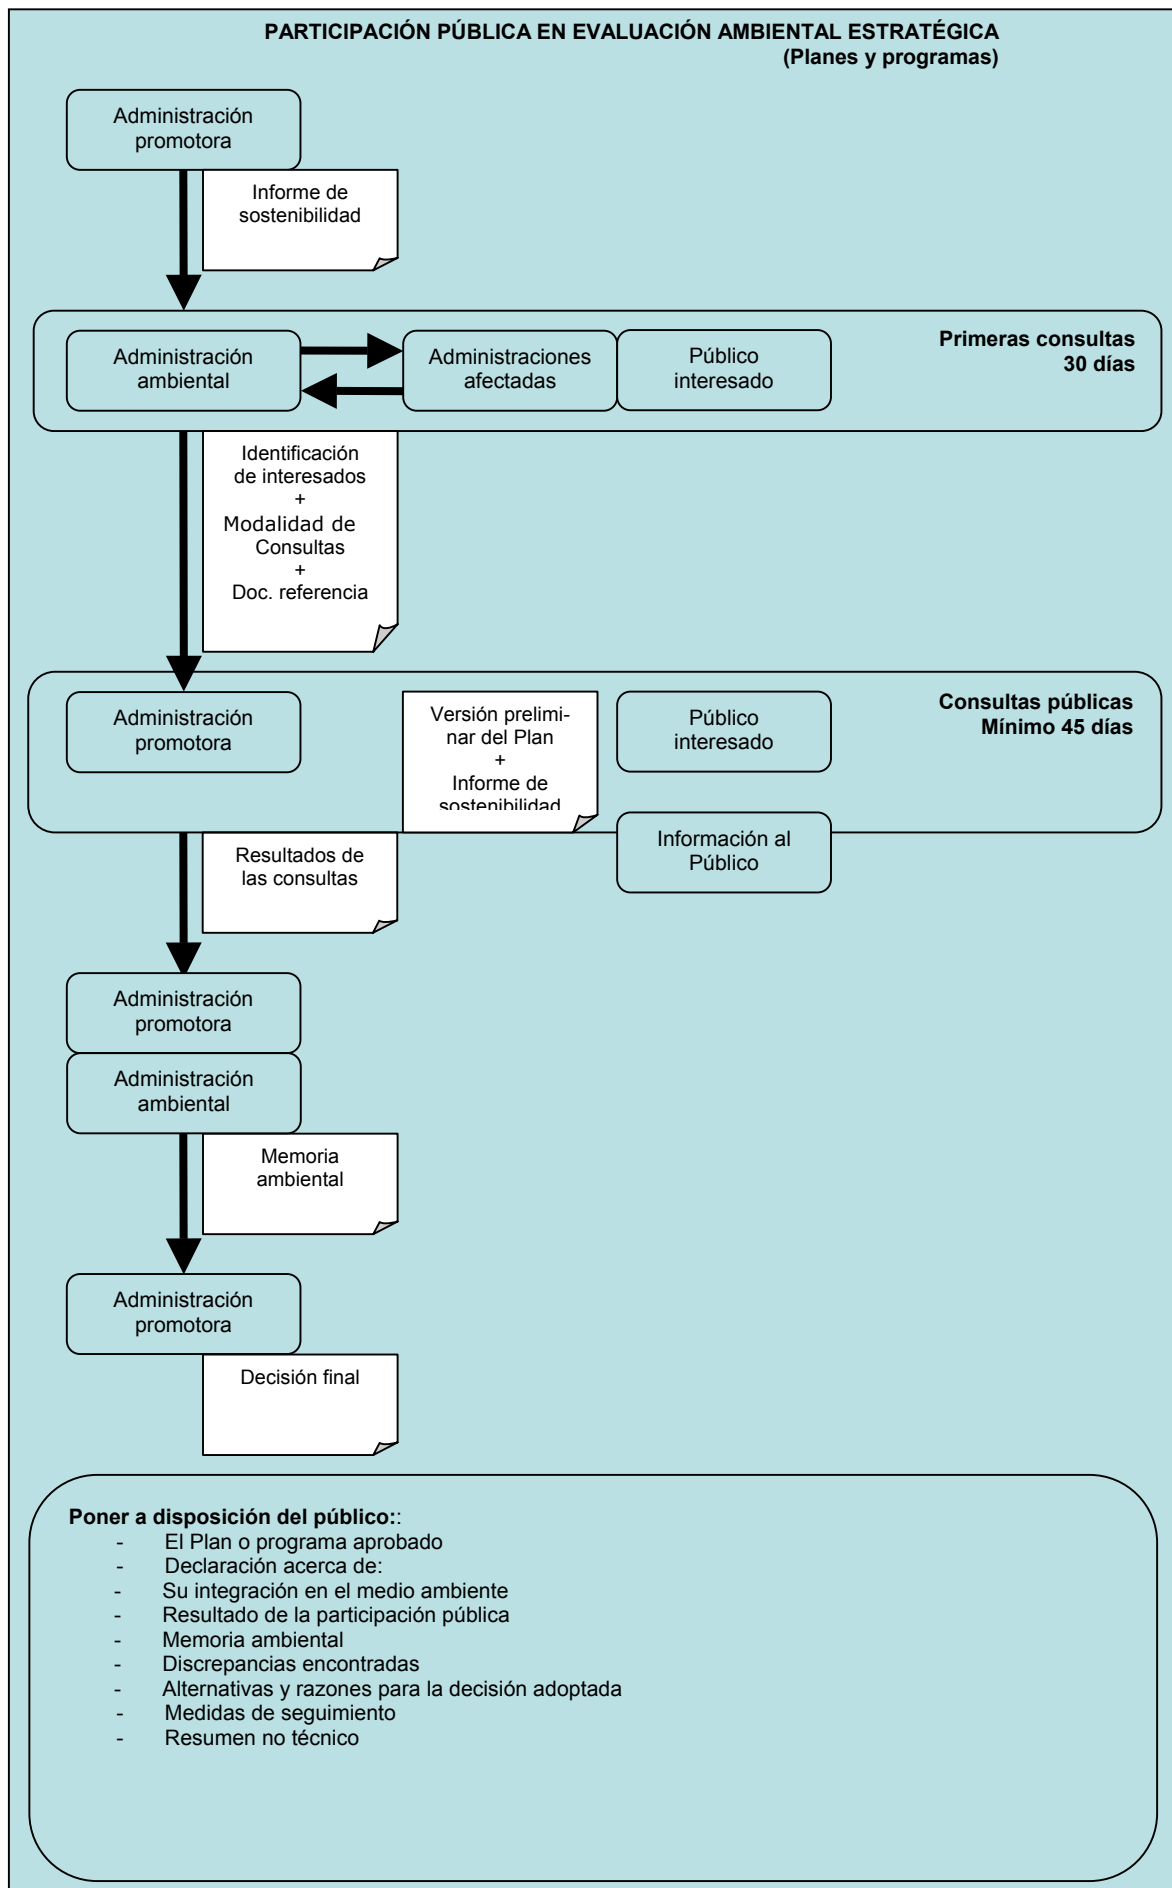 PARTICIPACIÓN PÚBLICA EN EVALUACIÓN AMBIENTAL ESTRATÉGICA
(Planes y programas)
Administración
promotora
Informe de
sostenibilidad
Administración
ambiental
Administraciones
afectadas
Público
interesado
Primeras consultas
30 días
Identificación
de interesados
+
Modalidad de
Consultas
+
Doc. referencia
Administración
promotora
Versión prelimi-
nar del Plan
+
Informe de
sostenibilidad
Público
interesado
Consultas públicas
Mínimo 45 días
Información al
Público
Resultados de
las consultas
Administración
promotora
Administración
ambiental
Memoria
ambiental
Administración
promotora
Decisión final
Poner a disposición del público::
- El Plan o programa aprobado
- Declaración acerca de:
- Su integración en el medio ambiente
- Resultado de la participación pública
- Memoria ambiental
- Discrepancias encontradas
- Alternativas y razones para la decisión adoptada
- Medidas de seguimiento
- Resumen no técnico